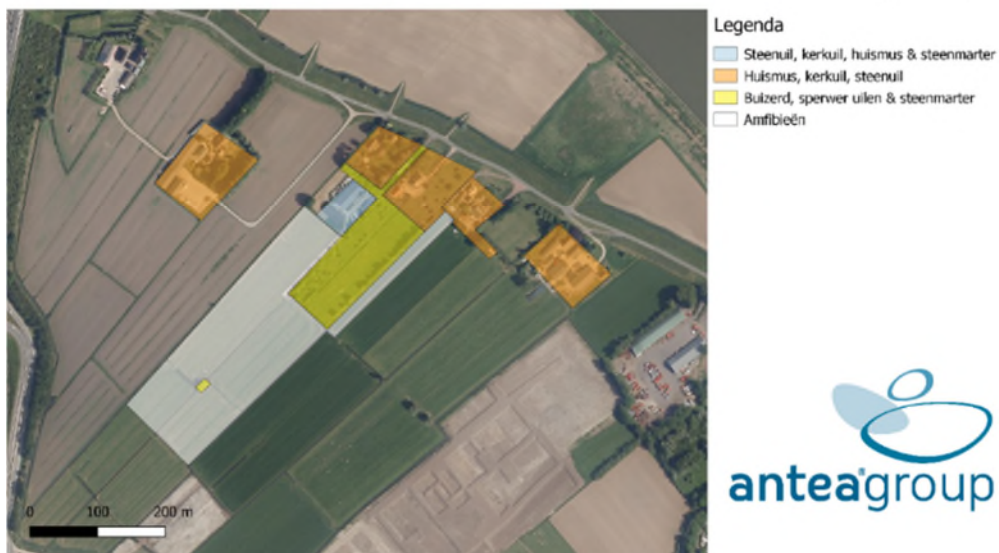 Legenda
Steenuil, kerkuil, huismus & steenmarter
Huismus, kerkuil, steenuil
Buizerd, sperwer uilen & steenmarter
Amfibieën
0 100 200 m
anteagroup